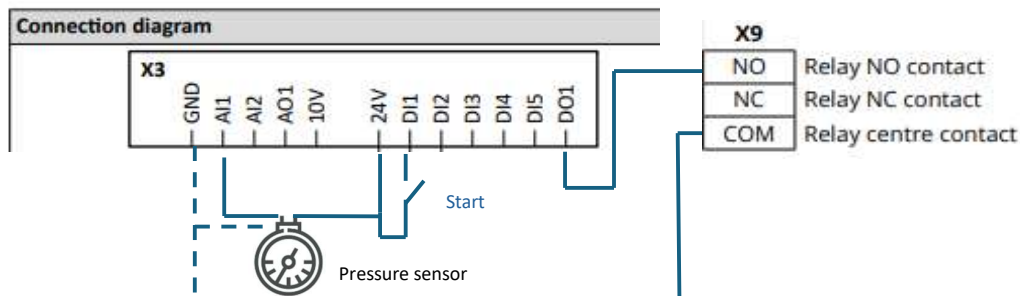 Connection diagram
X3
GND
AI1
AI2
AO1
10V
24V
DI1
DI2
DI3
DI4
DI5
DO1
Start
Pressure sensor
X9
NO Relay NO contact
NC Relay NC contact
COM Relay centre contact